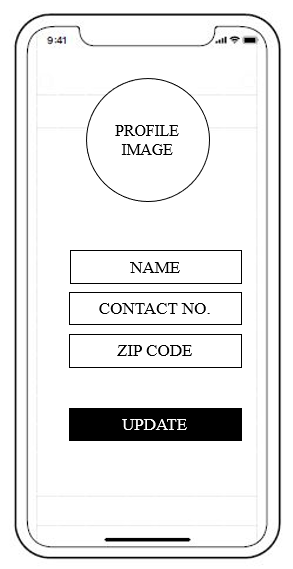 9:41
PROFILE
IMAGE
NAME
CONTACT NO.
ZIP CODE
UPDATE